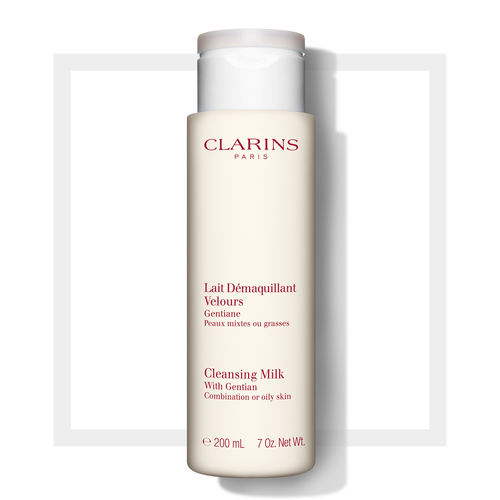 CLARINS
PARIS
Lait Démaquillant
Velours
Gentiane
Peaux mixtes ou grasses
Cleansing Milk
With Gentian
Combination or oily skin
℮ 200 mL 7 Oz. Net Wt.